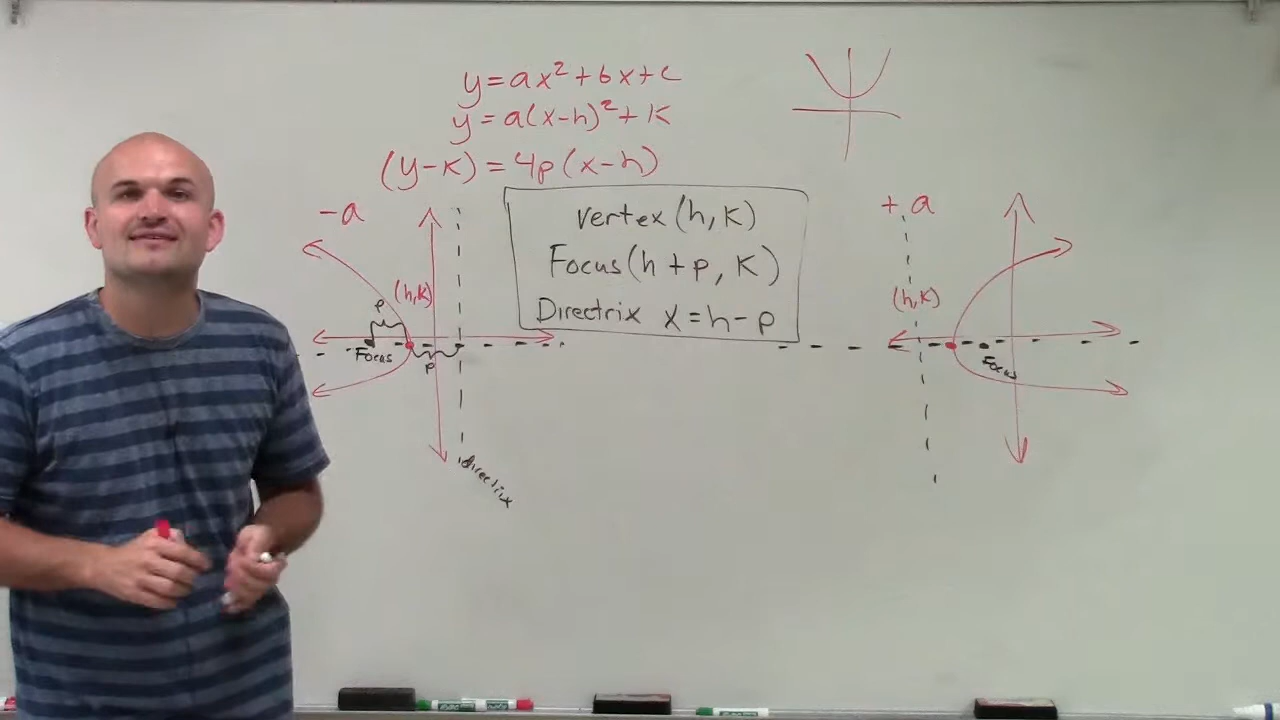 y=ax²+bx+c
y=a(x-h)²+k
(y-k)=4p(x-h)
-a
vertex(h,k)
+a
Focus(h+p,k)
Directrix x=h-p
(h,k)
(h,k)
p
Focus
p
Focus
directrix